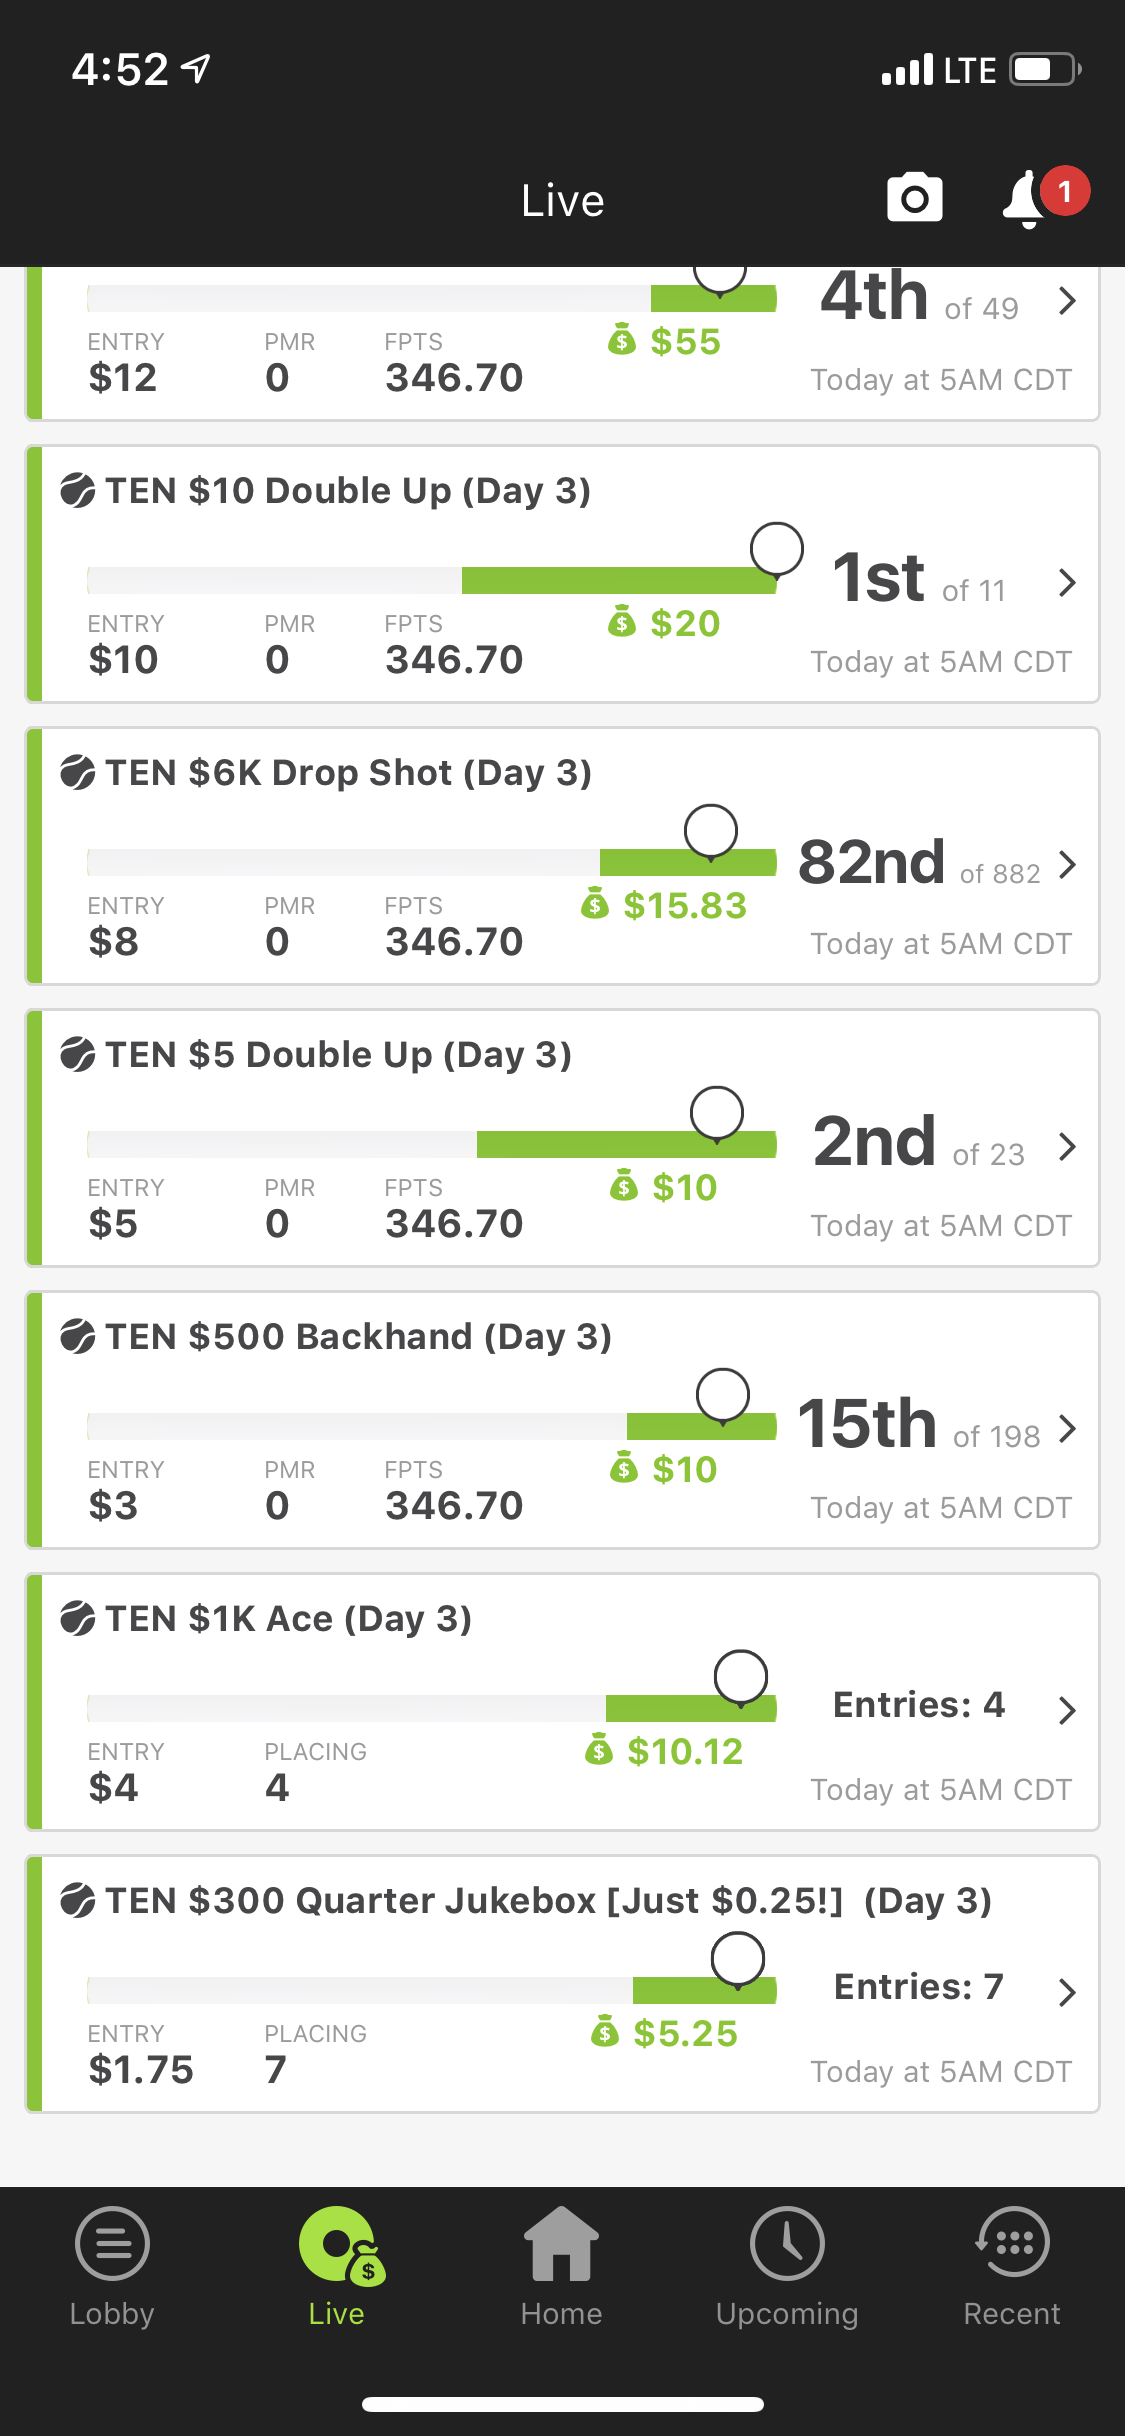 4:52
LTE
Live
1
4th of 49
$55
ENTRY PMR FPTS
$12 0 346.70
Today at 5AM CDT
TEN $10 Double Up (Day 3)
1st of 11
$20
ENTRY PMR FPTS
$10 0 346.70
Today at 5AM CDT
TEN $6K Drop Shot (Day 3)
82nd of 882
$15.83
ENTRY PMR FPTS
$8 0 346.70
Today at 5AM CDT
TEN $5 Double Up (Day 3)
2nd of 23
$10
ENTRY PMR FPTS
$5 0 346.70
Today at 5AM CDT
TEN $500 Backhand (Day 3)
15th of 198
$10
ENTRY PMR FPTS
$3 0 346.70
Today at 5AM CDT
TEN $1K Ace (Day 3)
Entries: 4
$10.12
ENTRY PLACING
$4 4
Today at 5AM CDT
TEN $300 Quarter Jukebox [Just $0.25!] (Day 3)
Entries: 7
$5.25
ENTRY PLACING
$1.75 7
Today at 5AM CDT
Lobby Live Home Upcoming Recent